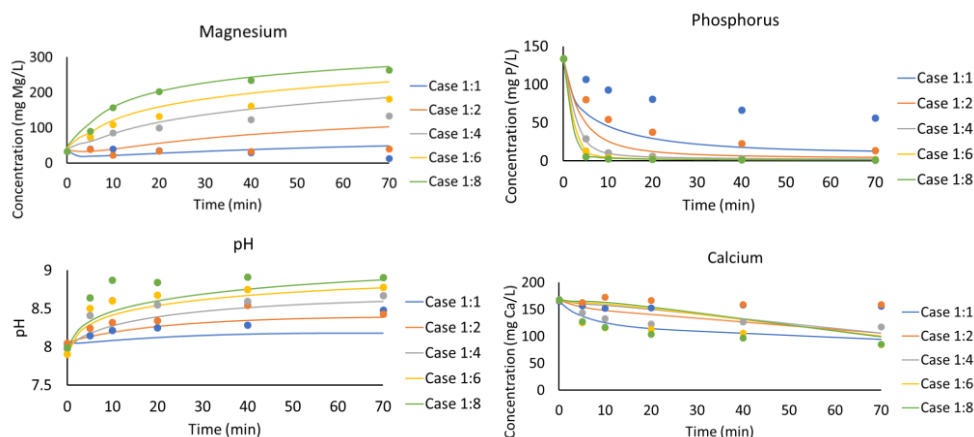 Magnesium
Concentration (mg Mg/L)
300
200
100
0
0 10 20 30 40 50 60 70
Time (min)
Case 1:1
Case 1:2
Case 1:4
Case 1:6
Case 1:8
Phosphorus
Concentration (mg P/L)
150
100
50
0
0 10 20 30 40 50 60 70
Time (min)
Case 1:1
Case 1:2
Case 1:4
Case 1:6
Case 1:8
pH
pH
9
8.5
8
7.5
0 10 20 30 40 50 60 70
Time (min)
Case 1:1
Case 1:2
Case 1:4
Case 1:6
Case 1:8
Calcium
Concentration (mg Ca/L)
200
150
100
50
0
0 10 20 30 40 50 60 70
Time (min)
Case 1:1
Case 1:2
Case 1:4
Case 1:6
Case 1:8